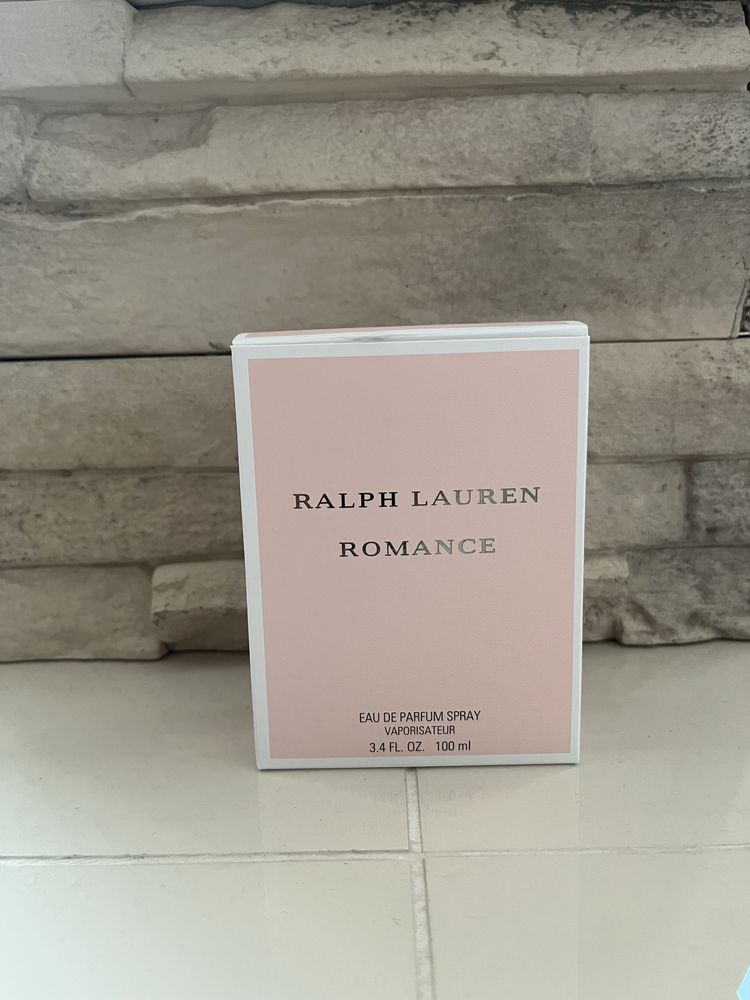 RALPH LAUREN
ROMANCE
EAU DE PARFUM SPRAY
VAPORISATEUR
3.4 FL. OZ. 100 ml